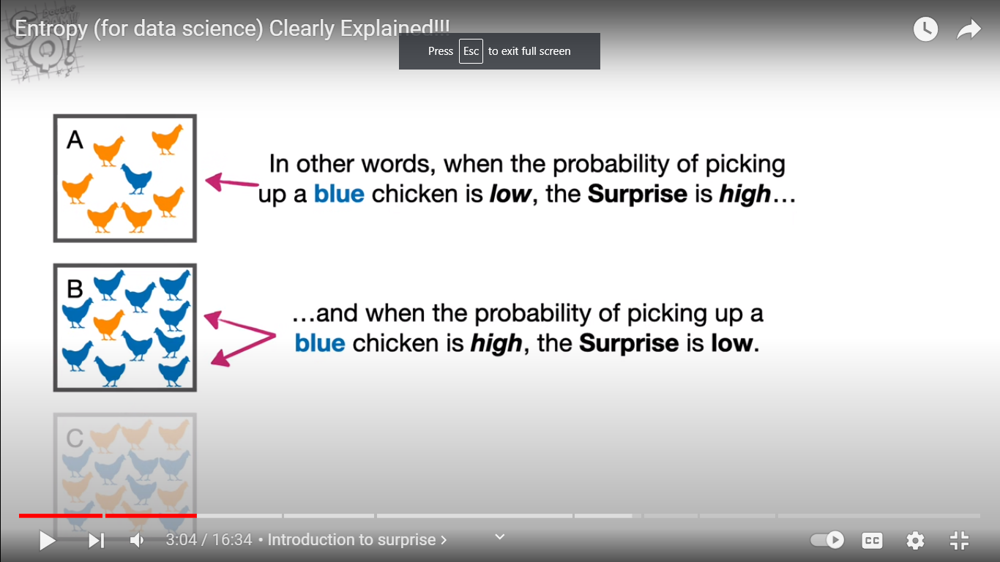 Entropy (for data science) Clearly Explained!!!
Press Esc to exit full screen
A
In other words, when the probability of picking
up a blue chicken is low, the Surprise is high...
B
...and when the probability of picking up a
blue chicken is high, the Surprise is low.
C
3:04 / 16:34 • Introduction to surprise >
CC